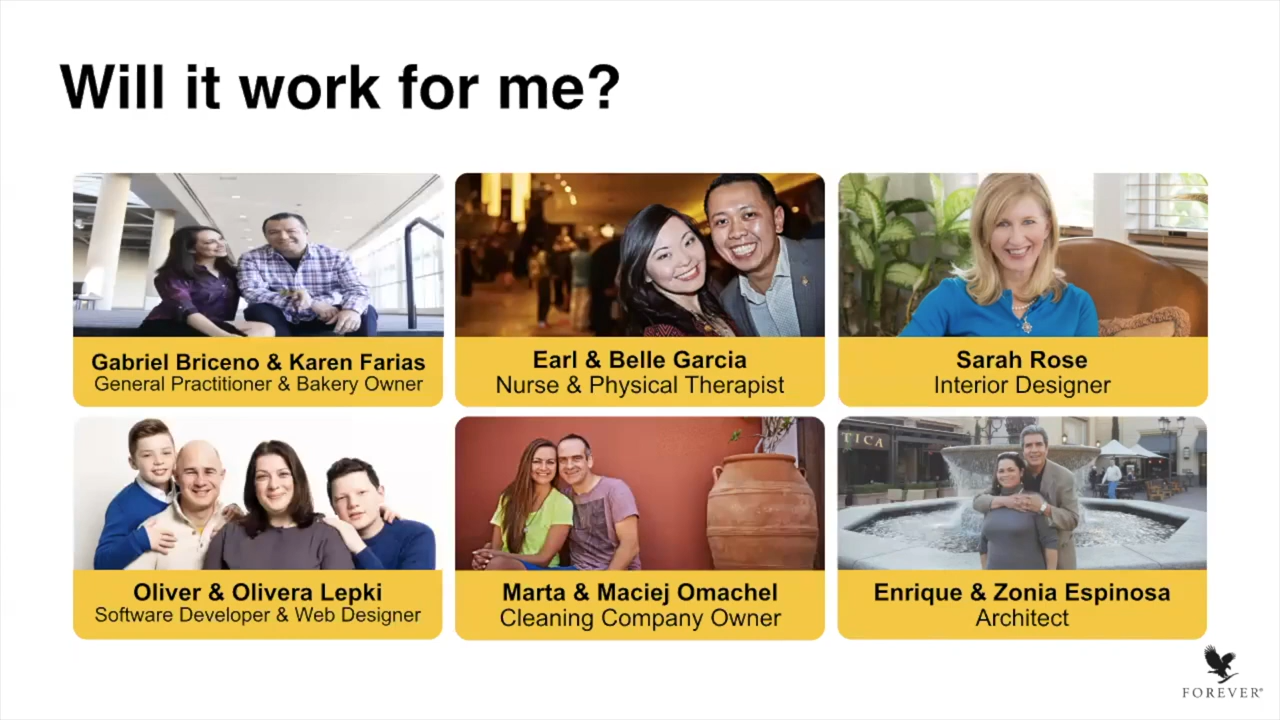 Will it work for me?
Gabriel Briceno & Karen Farias
General Practitioner & Bakery Owner
Earl & Belle Garcia
Nurse & Physical Therapist
Sarah Rose
Interior Designer
TICA
Oliver & Olivera Lepki
Software Developer & Web Designer
Marta & Maciej Omachel
Cleaning Company Owner
Enrique & Zonia Espinosa
Architect
FOREVER®